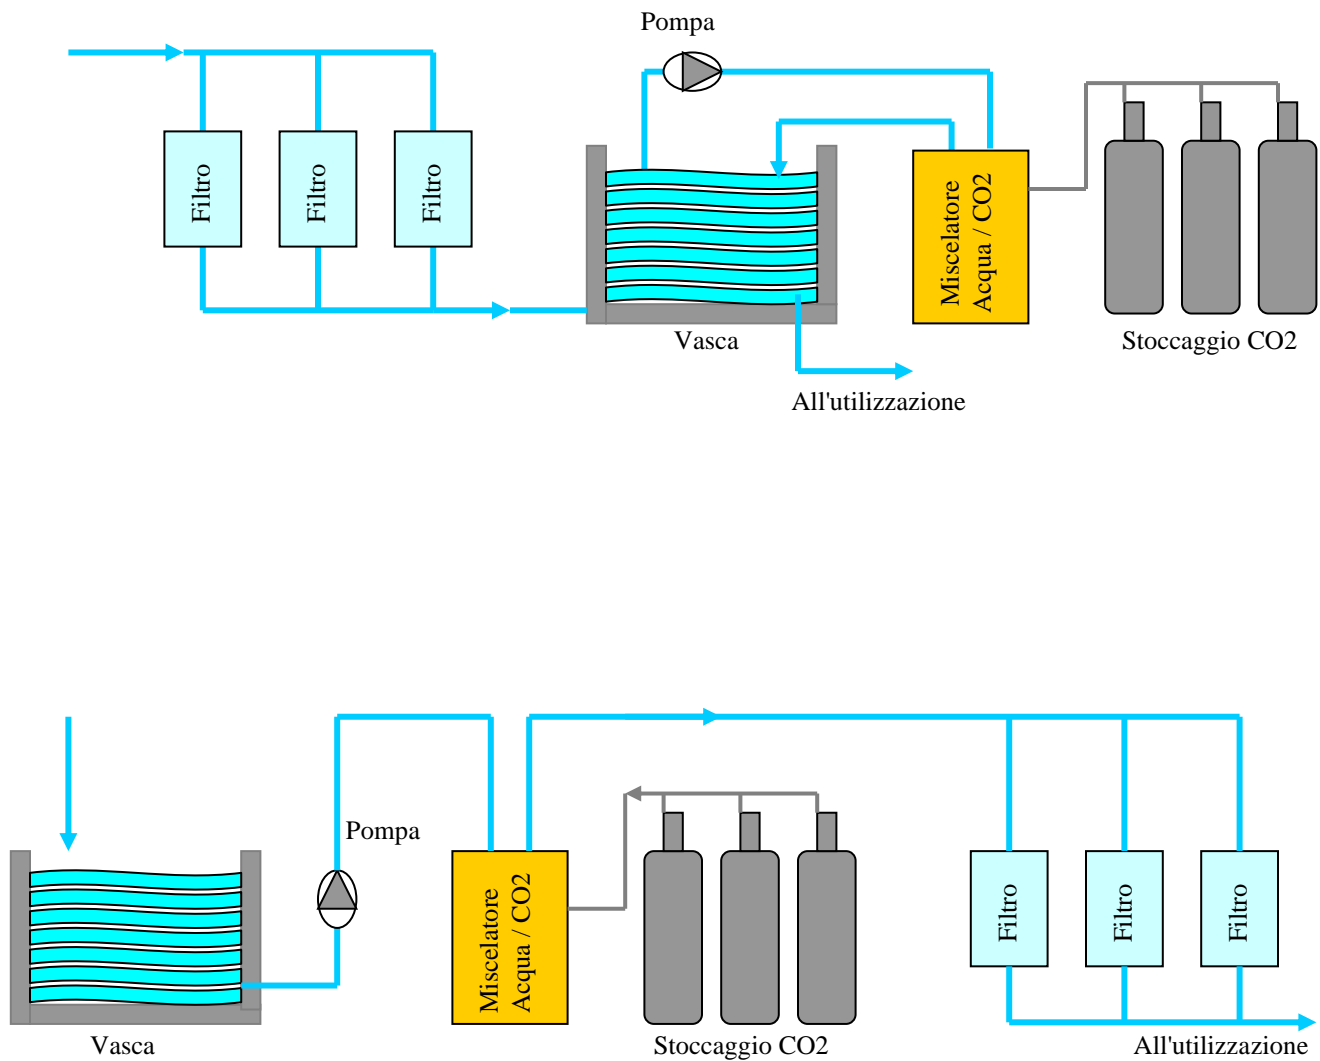 Pompa
Filtro
Filtro
Filtro
Miscelatore
Acqua / CO2
Vasca
Stoccaggio CO2
All'utilizzazione
Pompa
Miscelatore
Acqua / CO2
Filtro
Filtro
Filtro
Vasca
Stoccaggio CO2
All'utilizzazione